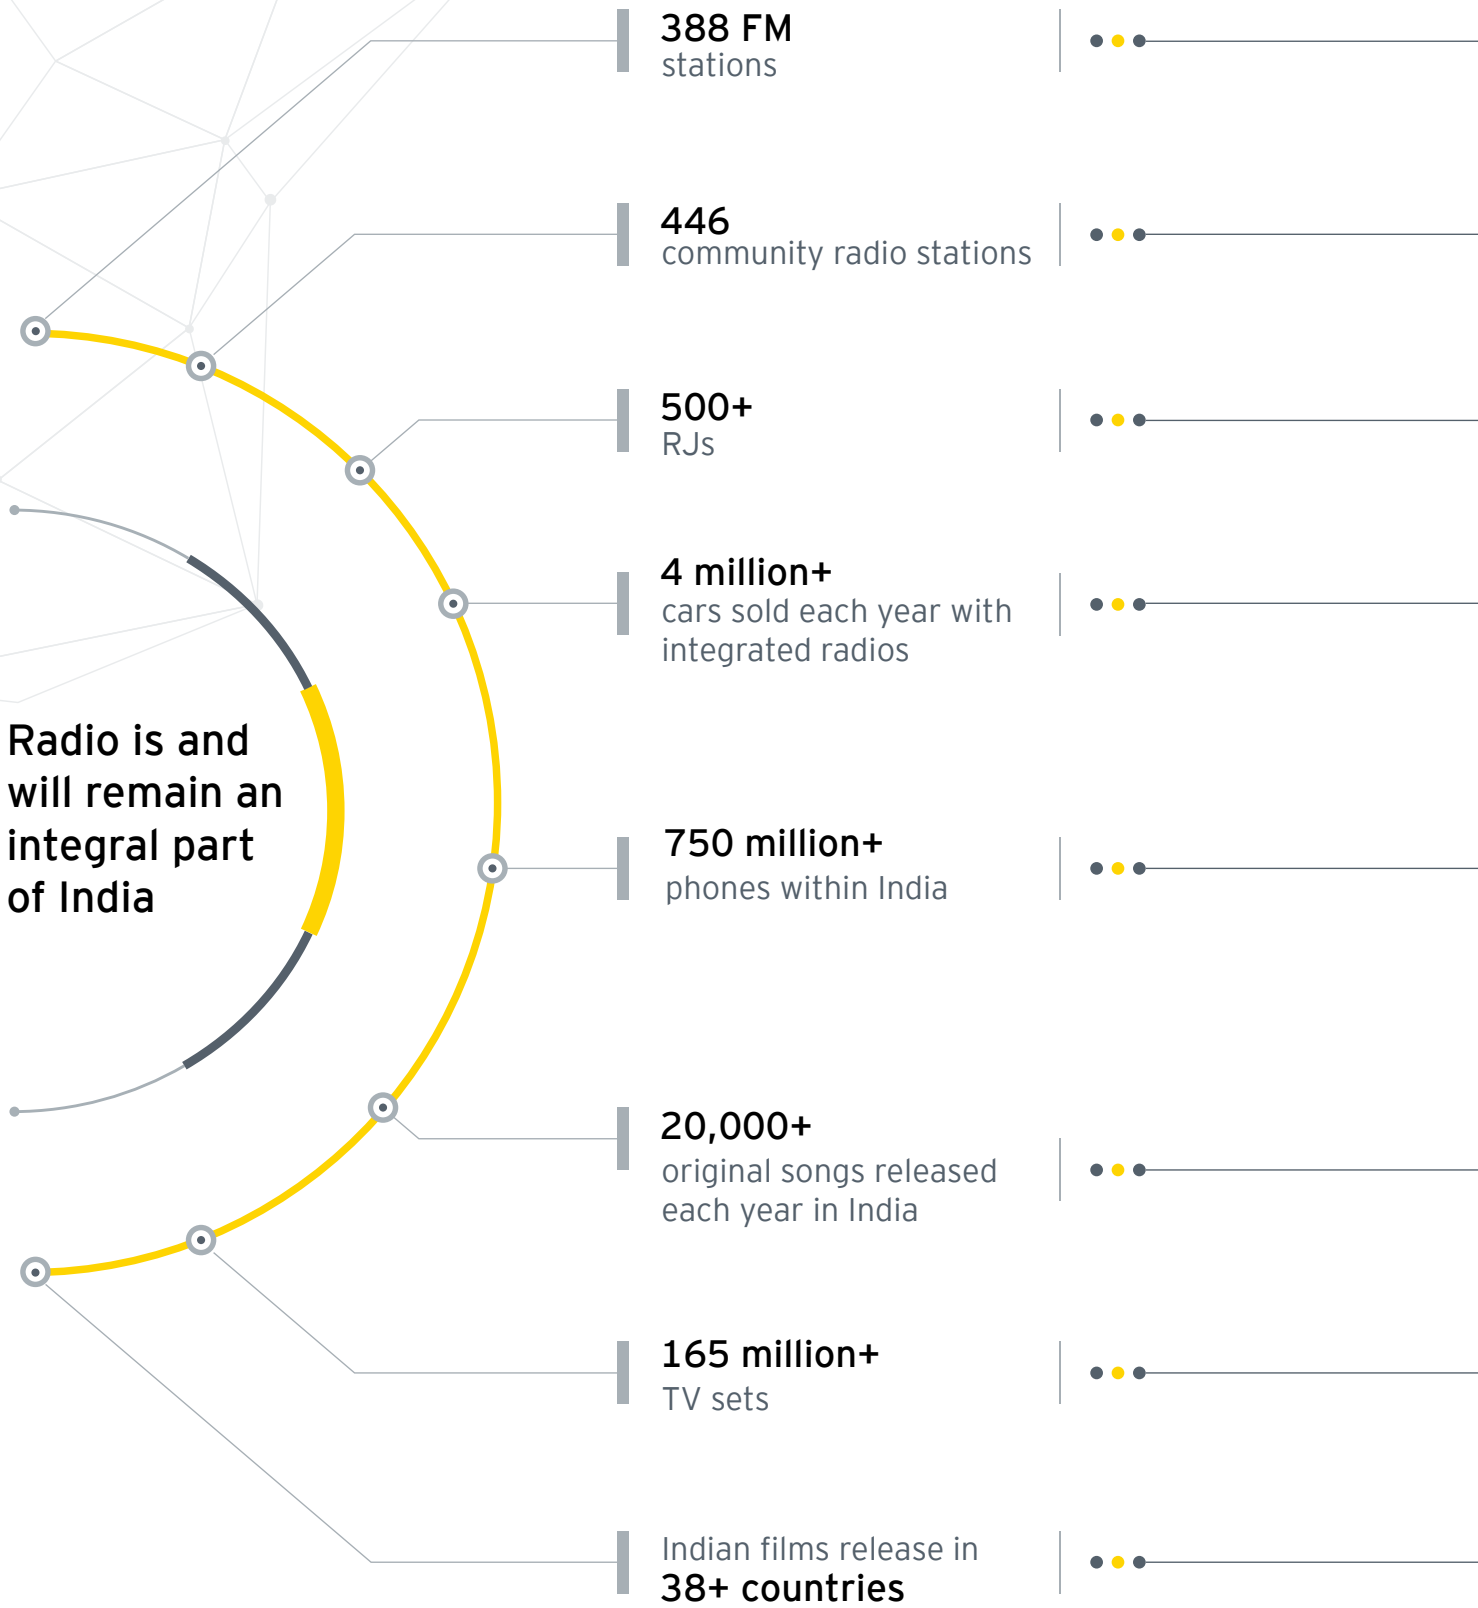 388 FM
stations
446
community radio stations
500+
RJs
4 million+
cars sold each year with
integrated radios
Radio is and
will remain an
integral part
of India
750 million+
phones within India
20,000+
original songs released
each year in India
165 million+
TV sets
Indian films release in
38+ countries